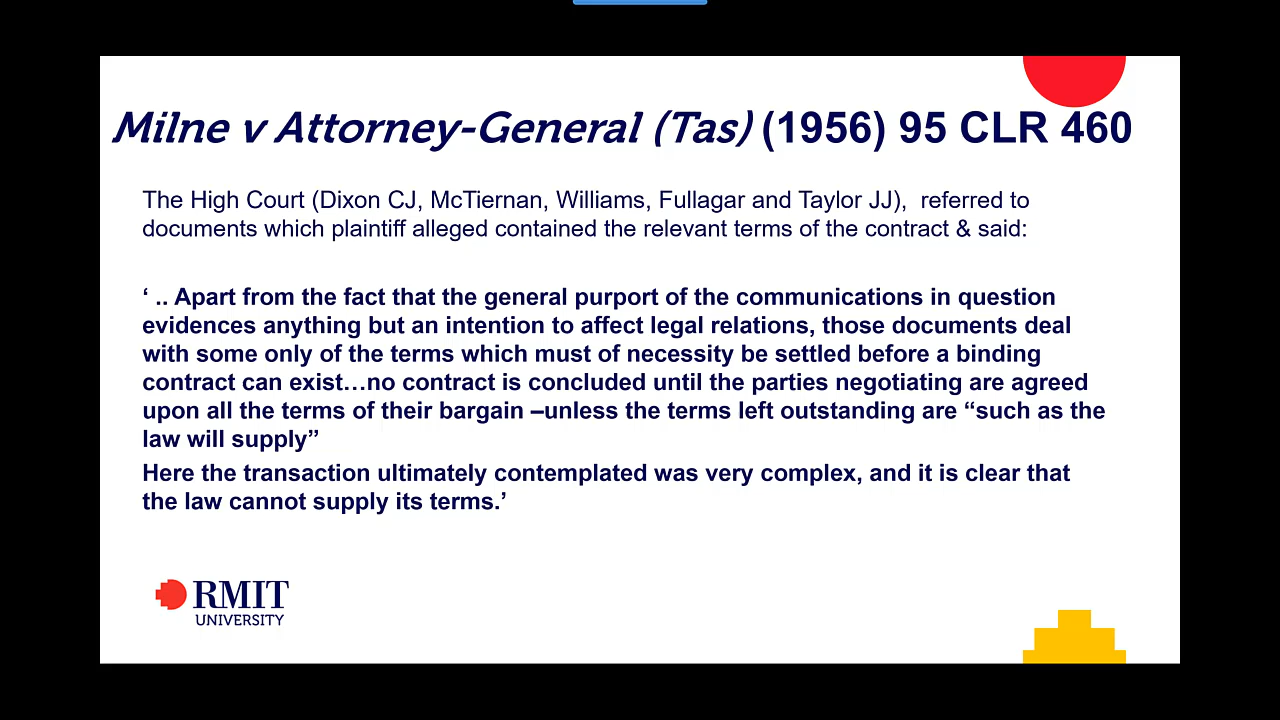 Milne v Attorney-General (Tas) (1956) 95 CLR 460
The High Court (Dixon CJ, McTiernan, Williams, Fullagar and Taylor JJ),  referred to
documents which plaintiff alleged contained the relevant terms of the contract & said:
‘ .. Apart from the fact that the general purport of the communications in question
evidences anything but an intention to affect legal relations, those documents deal
with some only of the terms which must of necessity be settled before a binding
contract can exist…no contract is concluded until the parties negotiating are agreed
upon all the terms of their bargain –unless the terms left outstanding are “such as the
law will supply”
Here the transaction ultimately contemplated was very complex, and it is clear that
the law cannot supply its terms.’
RMIT
UNIVERSITY